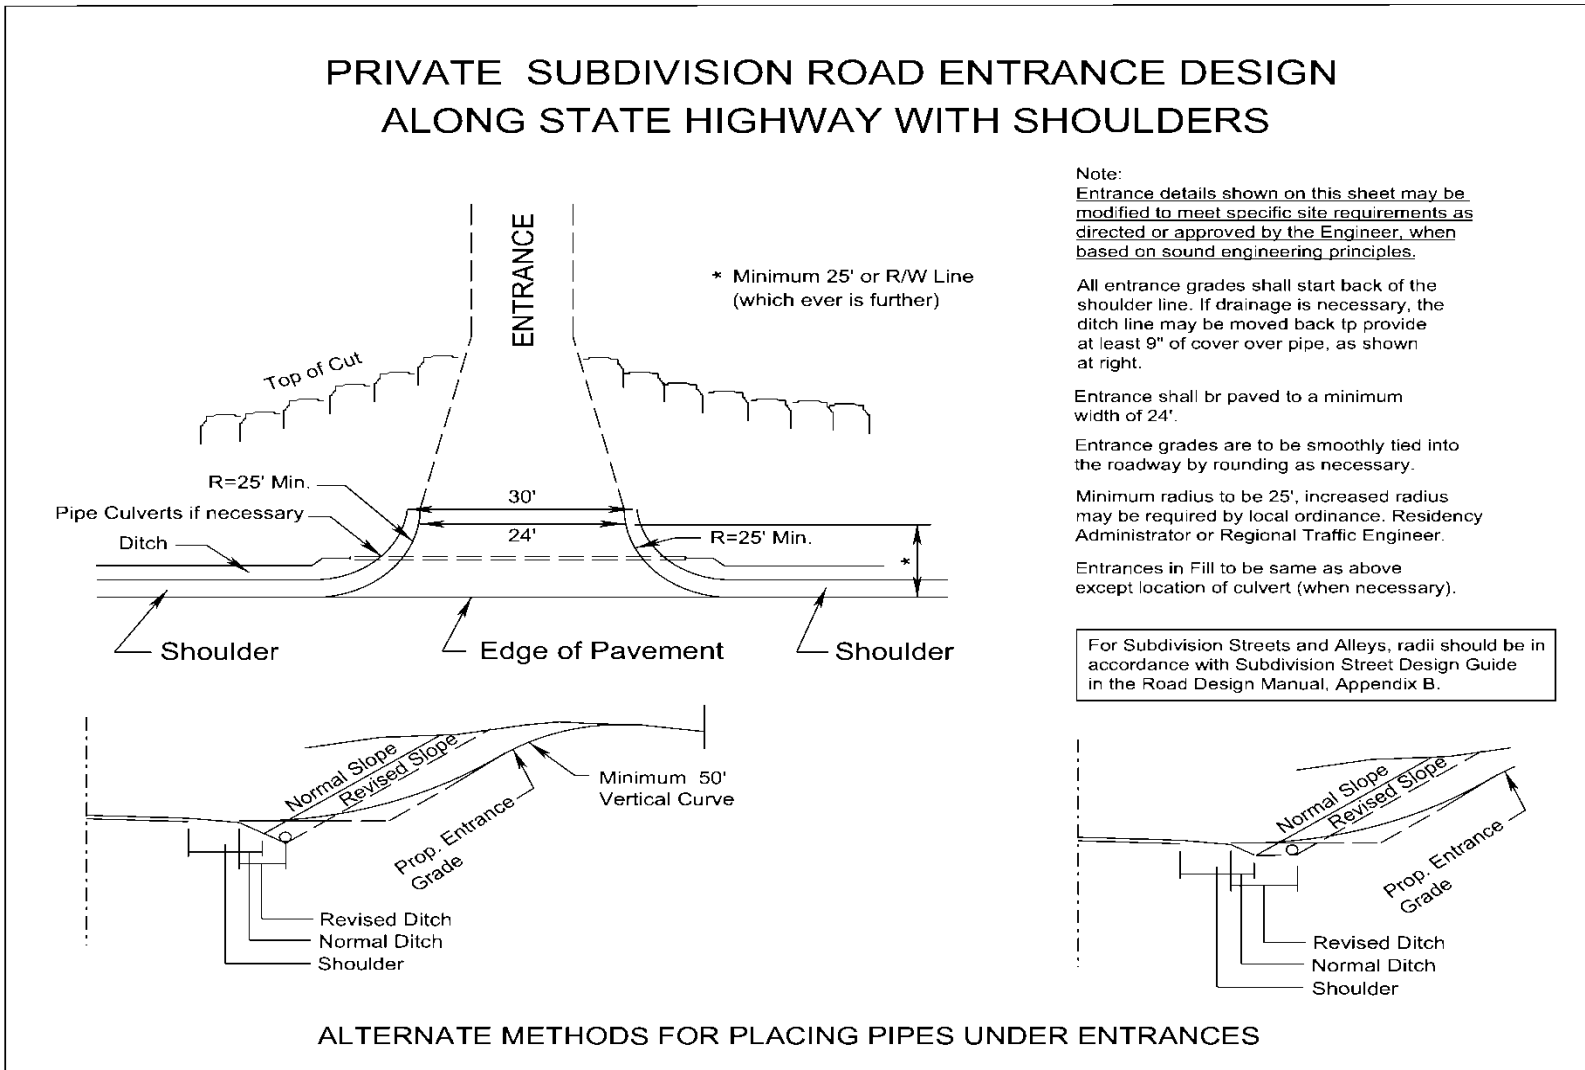 PRIVATE SUBDIVISION ROAD ENTRANCE DESIGN
ALONG STATE HIGHWAY WITH SHOULDERS
ENTRANCE
* Minimum 25' or R/W Line
(which ever is further)
Top of Cut
R=25' Min.
Pipe Culverts if necessary
Ditch
30'
24'
R=25' Min.
*
Shoulder
Edge of Pavement
Shoulder
Note:
Entrance details shown on this sheet may be
modified to meet specific site requirements as
directed or approved by the Engineer, when
based on sound engineering principles.
All entrance grades shall start back of the
shoulder line. If drainage is necessary, the
ditch line may be moved back tp provide
at least 9" of cover over pipe, as shown
at right.
Entrance shall br paved to a minimum
width of 24'.
Entrance grades are to be smoothly tied into
the roadway by rounding as necessary.
Minimum radius to be 25', increased radius
may be required by local ordinance. Residency
Administrator or Regional Traffic Engineer.
Entrances in Fill to be same as above
except location of culvert (when necessary).
For Subdivision Streets and Alleys, radii should be in
accordance with Subdivision Street Design Guide
in the Road Design Manual, Appendix B.
Normal Slope
Revised Slope
Minimum 50'
Vertical Curve
Prop. Entrance
Grade
Revised Ditch
Normal Ditch
Shoulder
Normal Slope
Revised Slope
Prop. Entrance
Grade
Revised Ditch
Normal Ditch
Shoulder
ALTERNATE METHODS FOR PLACING PIPES UNDER ENTRANCES